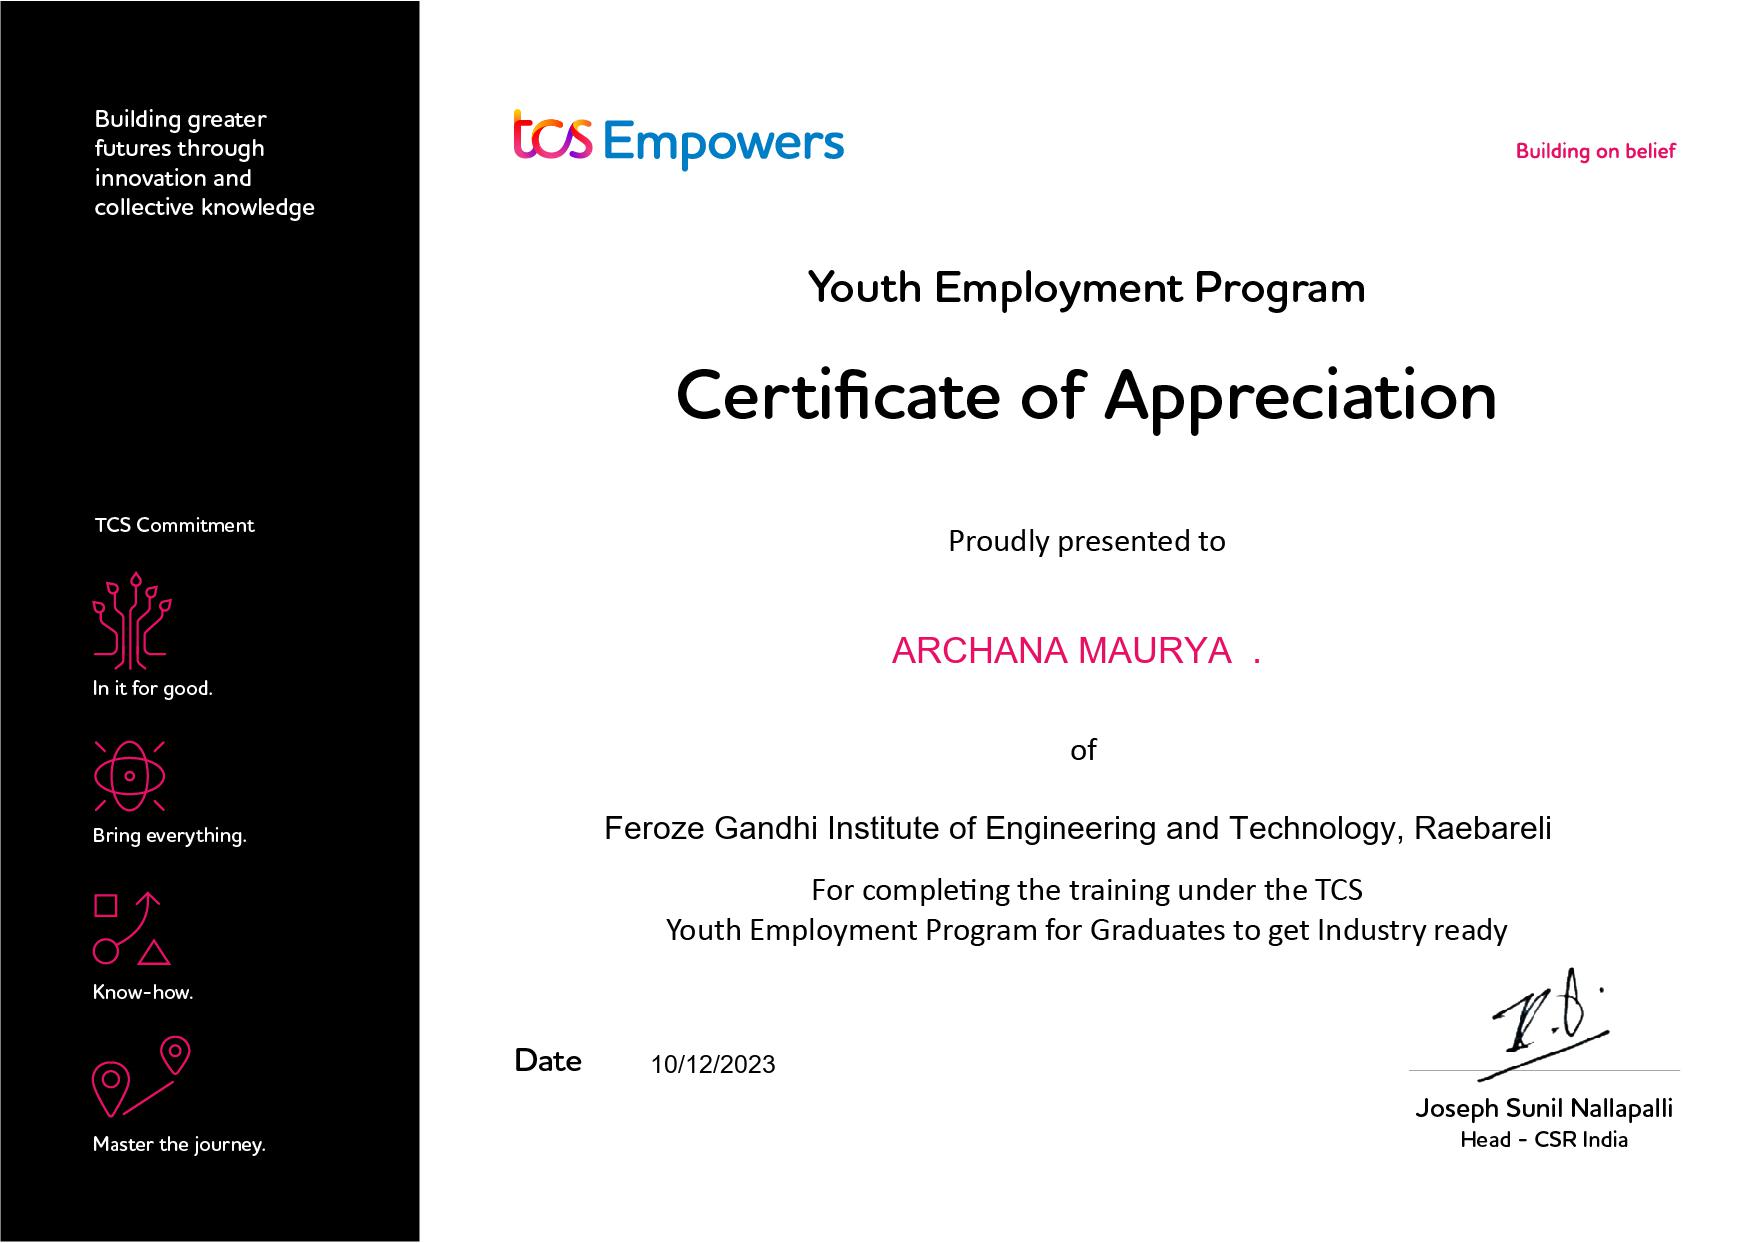 Building greater
futures through
innovation and
collective knowledge
TCS Commitment
In it for good.
Bring everything.
Know-how.
Master the journey.
tcs Empowers
Building on belief
Youth Employment Program
Certificate of Appreciation
Proudly presented to
ARCHANA MAURYA .
of
Feroze Gandhi Institute of Engineering and Technology, Raebareli
For completing the training under the TCS
Youth Employment Program for Graduates to get Industry ready
Date 10/12/2023
Joseph Sunil Nallapalli
Head - CSR India